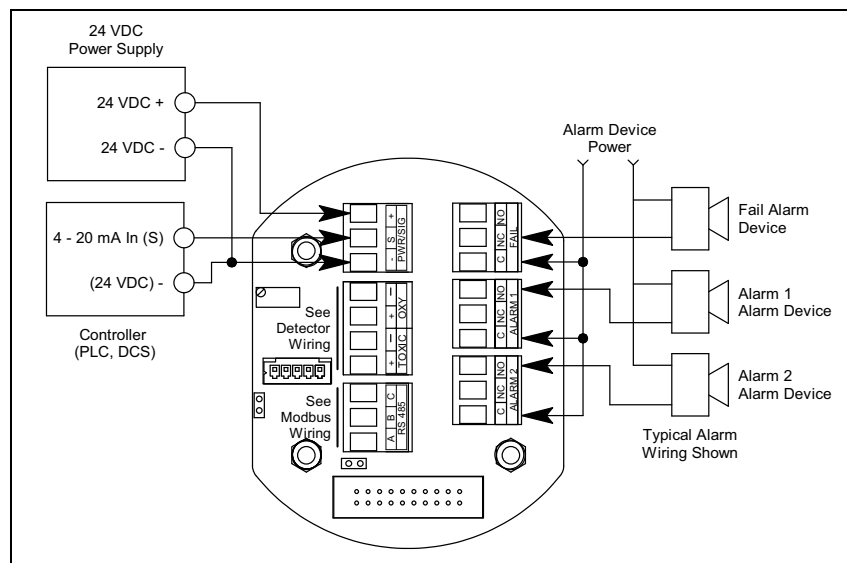 24 VDC
Power Supply
24 VDC +
24 VDC -
4 - 20 mA In (S)
(24 VDC) -
Controller
(PLC, DCS)
+
S
-
PWR/SIG
See
Detector
Wiring
−
+
OXY
−
+
TOXIC
See
Modbus
Wiring
C
B
A
RS 485
Alarm Device
Power
NO
NC
C
FAIL
NO
NC
C
ALARM 1
NO
NC
C
ALARM 2
Fail Alarm
Device
Alarm 1
Alarm Device
Alarm 2
Alarm Device
Typical Alarm
Wiring Shown